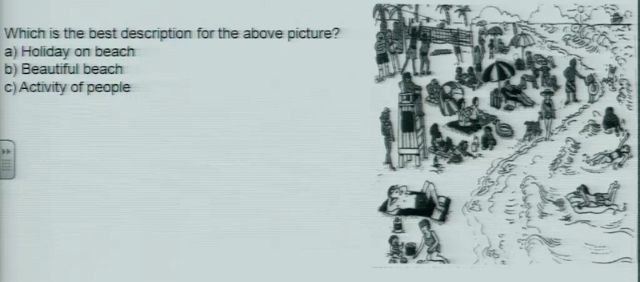 Which is the best description for the above picture?
a) Holiday on beach
b) Beautiful beach
c) Activity of people